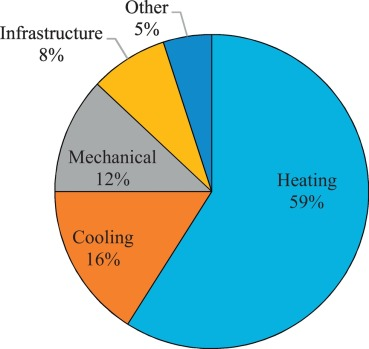 Other
5%
Infrastructure
8%
Mechanical
12%
Heating
59%
Cooling
16%